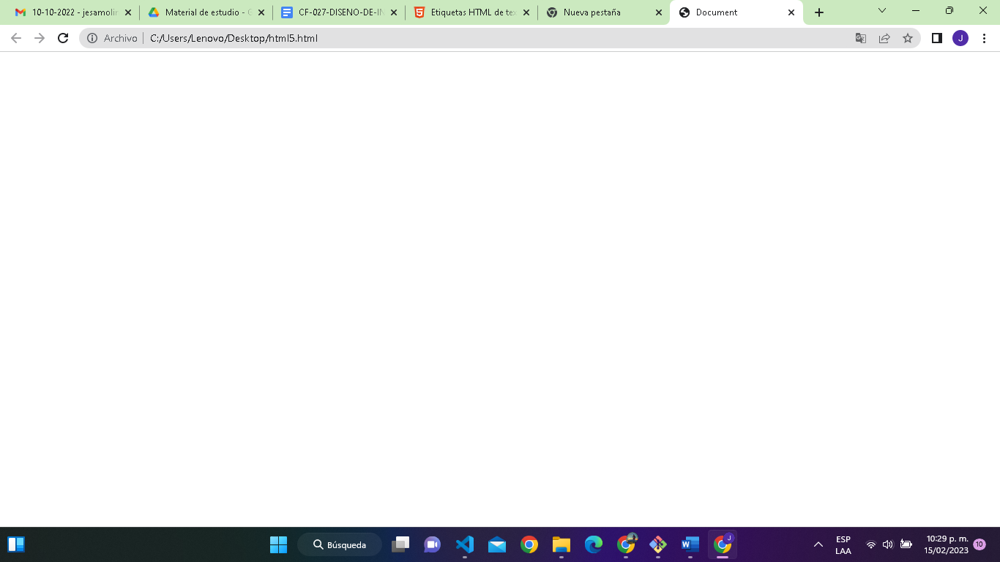 10-10-2022 - jesamolin
Material de estudio - G
CF-027-DISENO-DE-IN
Etiquetas HTML de tex
Nueva pestaña
Document
Archivo C:/Users/Lenovo/Desktop/html5.html
J
Búsqueda
J
ESP
LAA
10:29 p. m.
15/02/2023
10